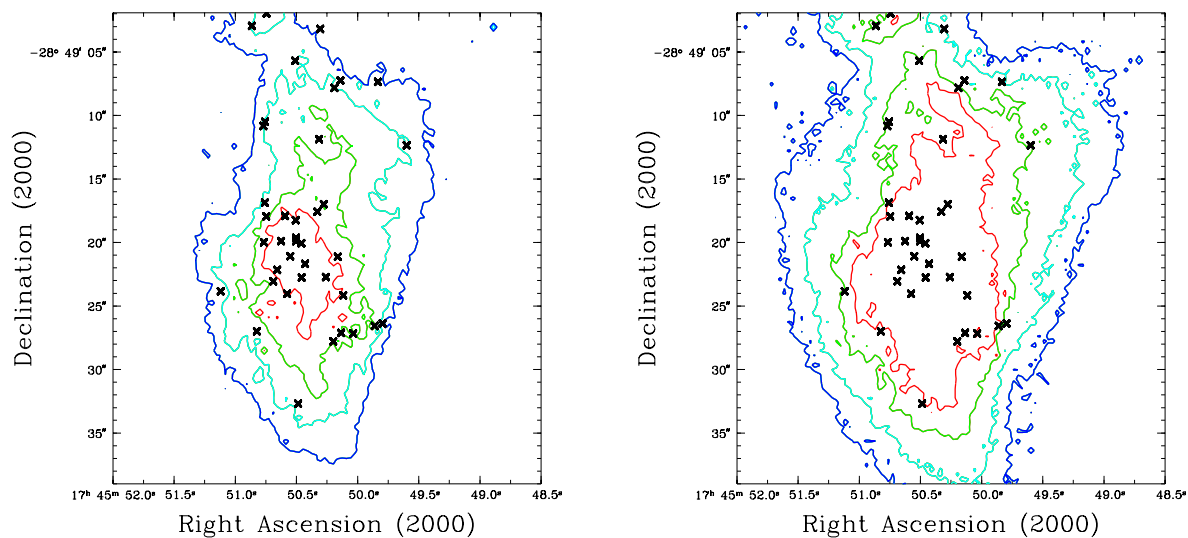 −28° 49′ 05″
10″
15″
20″
25″
30″
35″
Declination (2000)
17ʰ 45ᵐ 52.0ˢ
51.5ˢ
51.0ˢ
50.5ˢ
50.0ˢ
49.5ˢ
49.0ˢ
48.5ˢ
Right Ascension (2000)
−28° 49′ 05″
10″
15″
20″
25″
30″
35″
Declination (2000)
17ʰ 45ᵐ 52.0ˢ
51.5ˢ
51.0ˢ
50.5ˢ
50.0ˢ
49.5ˢ
49.0ˢ
48.5ˢ
Right Ascension (2000)